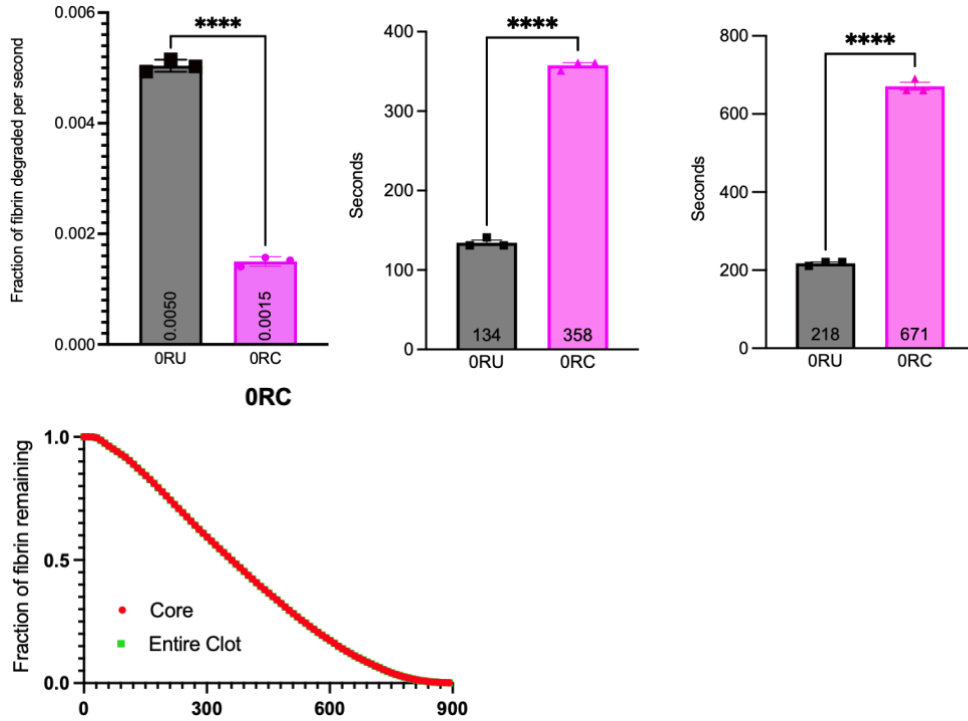 Fraction of fibrin degraded per second
0.006
0.004
0.002
0.000
****
0.0050
0.0015
0RU
0RC
Seconds
400
300
200
100
0
****
134
358
0RU
0RC
Seconds
800
600
400
200
0
****
218
671
0RU
0RC
0RC
Fraction of fibrin remaining
1.0
0.5
0.0
Core
Entire Clot
0
300
600
900